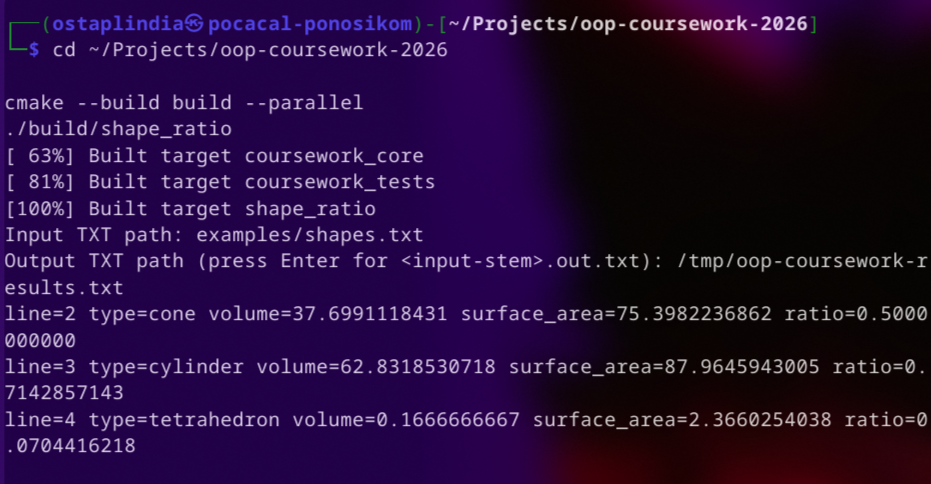 ┌──(ostaplindia㉿pocacal-ponosikom)-[~/Projects/oop-coursework-2026]
└─$ cd ~/Projects/oop-coursework-2026
cmake --build build --parallel
./build/shape_ratio
[ 63%] Built target coursework_core
[ 81%] Built target coursework_tests
[100%] Built target shape_ratio
Input TXT path: examples/shapes.txt
Output TXT path (press Enter for <input-stem>.out.txt): /tmp/oop-coursework-r
esults.txt
line=2 type=cone volume=37.6991118431 surface_area=75.3982236862 ratio=0.5000
000000
line=3 type=cylinder volume=62.8318530718 surface_area=87.9645943005 ratio=0.
7142857143
line=4 type=tetrahedron volume=0.1666666667 surface_area=2.3660254038 ratio=0
.0704416218